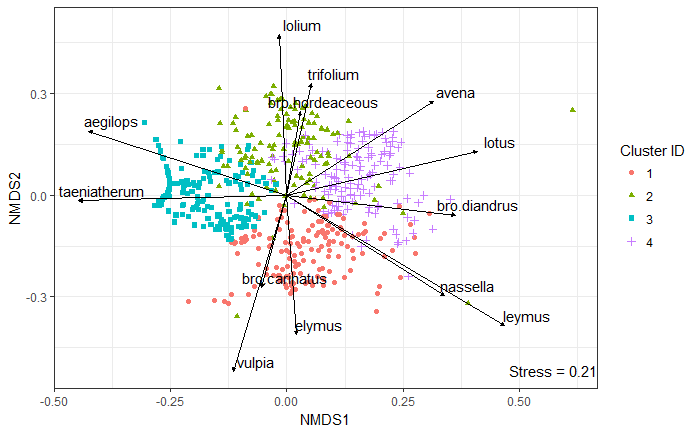 lolium
trifolium
bro.hordeaceous
avena
aegilops
lotus
taeniatherum
bro.diandrus
bro.carinatus
nassella
leymus
elymus
vulpia
Stress = 0.21
NMDS2
0.3
0.0
-0.3
-0.50
-0.25
0.00
0.25
0.50
NMDS1
Cluster ID
1
2
3
4